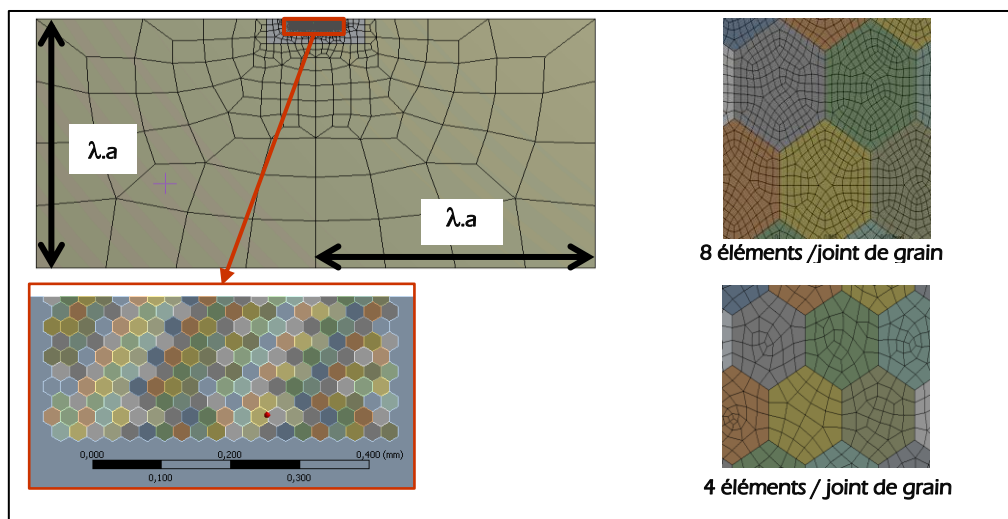 λ.a
λ.a
8 éléments /joint de grain
0,000 0,200 0,400 (mm)
0,100 0,300
4 éléments / joint de grain